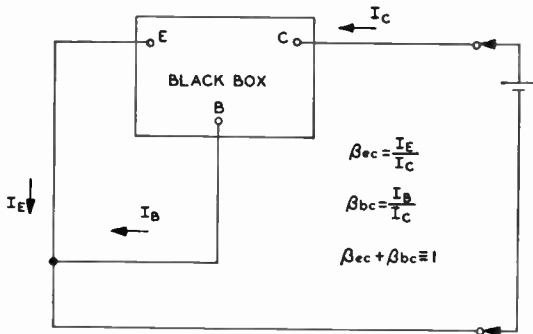 I_C
E
C
BLACK BOX
B
β_ec = I_E/I_C
I_E
I_B
β_bc = I_B/I_C
β_ec + β_bc ≡ 1